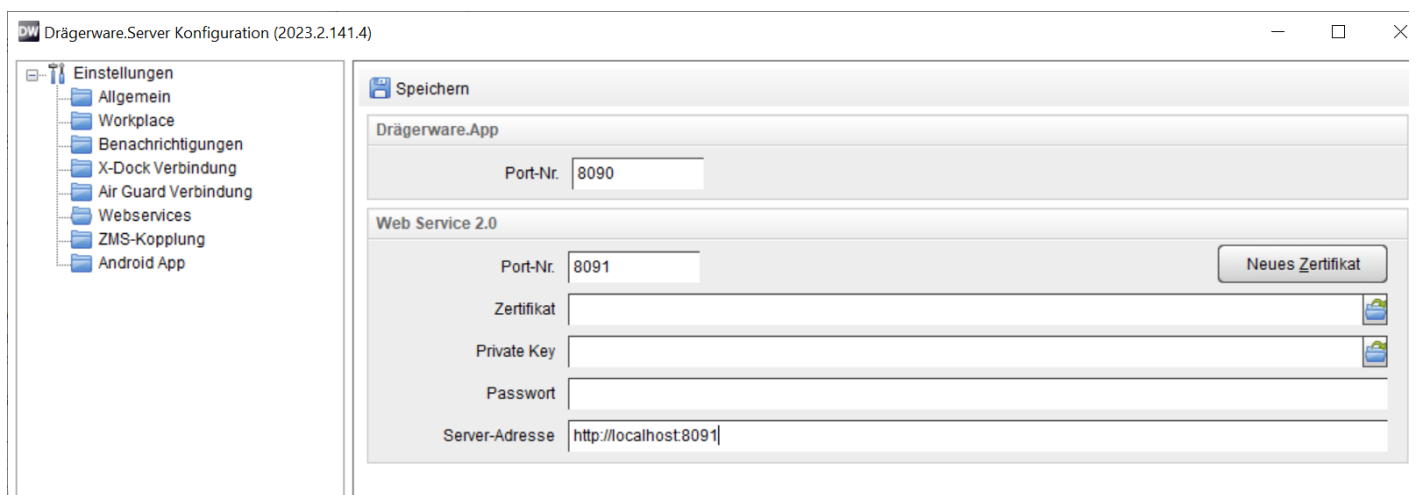 DW Drägerware.Server Konfiguration (2023.2.141.4)
Einstellungen
Allgemein
Workplace
Benachrichtigungen
X-Dock Verbindung
Air Guard Verbindung
Webservices
ZMS-Kopplung
Android App
Speichern
Drägerware.App
Port-Nr. 8090
Web Service 2.0
Port-Nr. 8091
Neues Zertifikat
Zertifikat
Private Key
Passwort
Server-Adresse http://localhost:8091